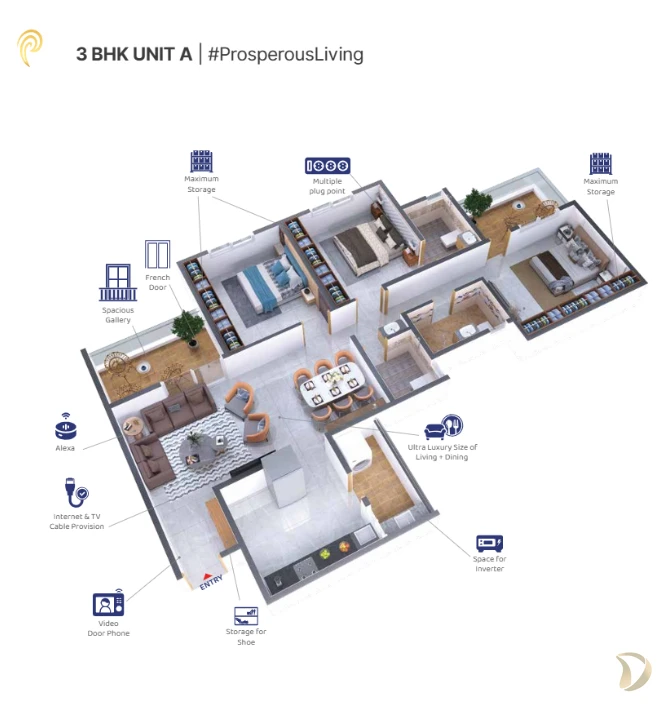 3 BHK UNIT A | #ProsperousLiving
Maximum
Storage
Multiple
plug point
Maximum
Storage
French
Door
Spacious
Gallery
Alexa
Ultra Luxury Size of
Living + Dining
Internet & TV
Cable Provision
Space for
Inverter
ENTRY
Video
Door Phone
Storage for
Shoe